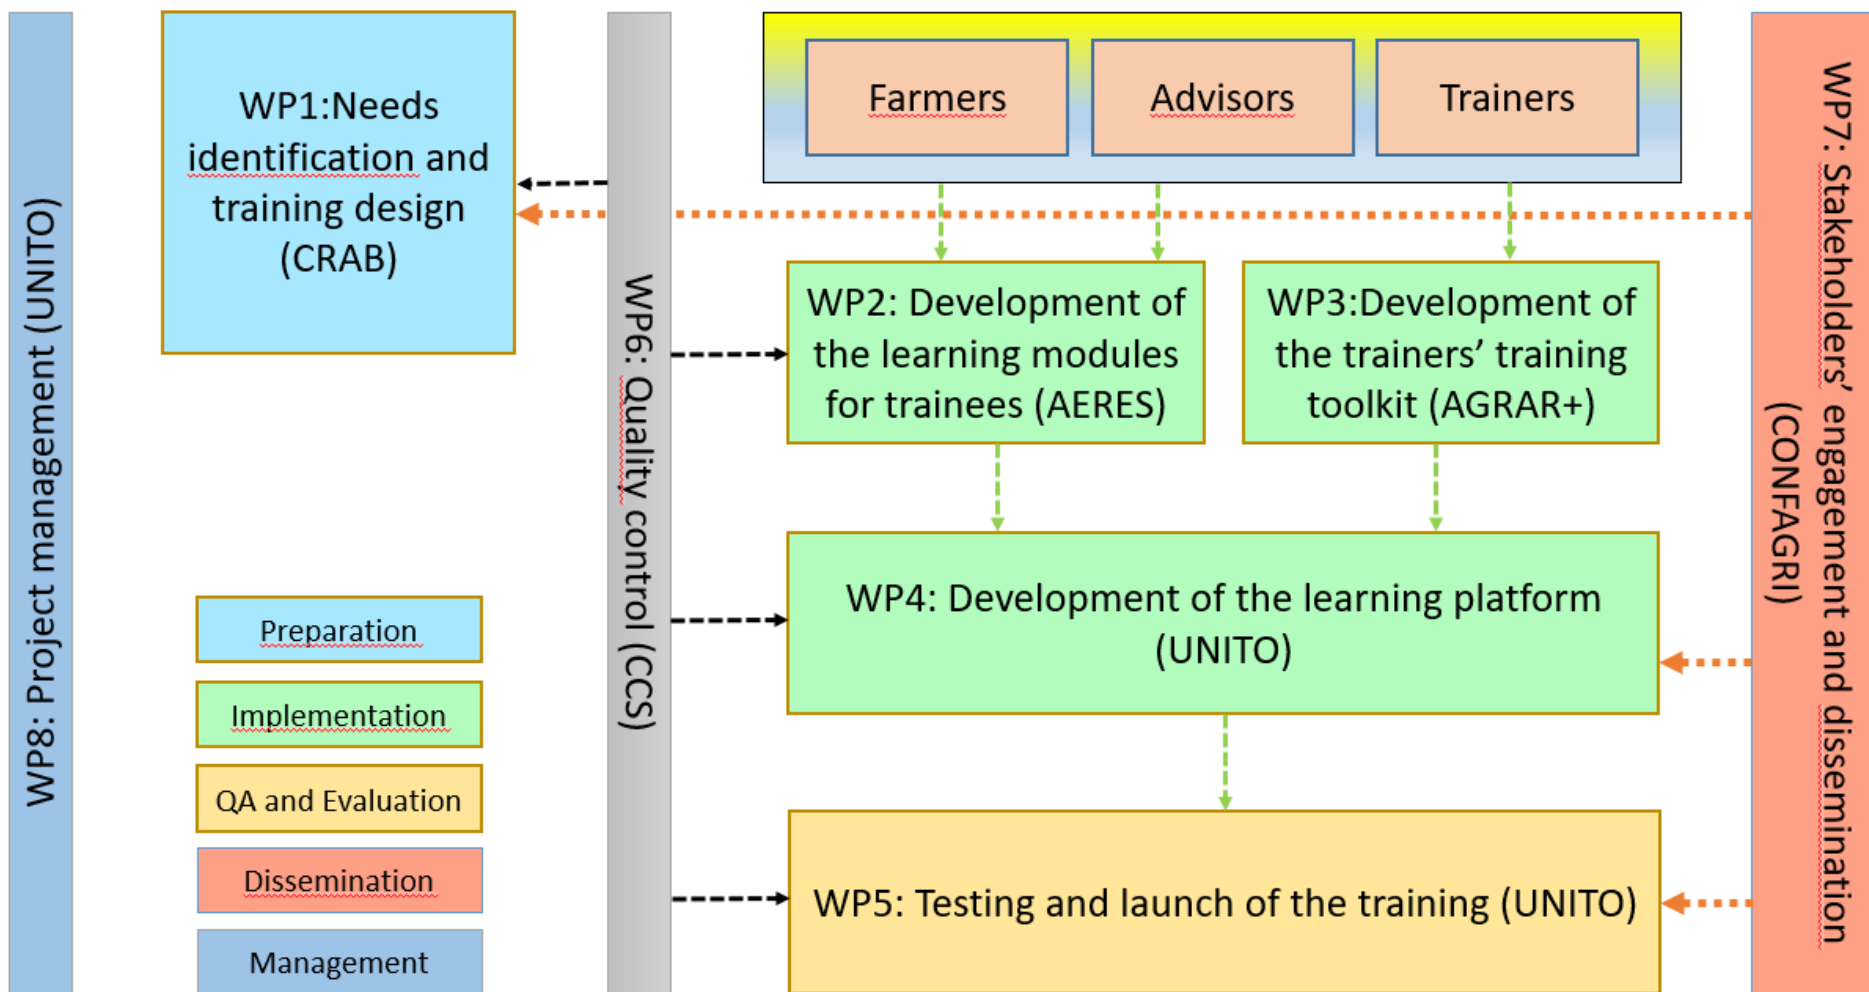 WP8: Project management (UNITO)
WP1:Needs
identification and
training design
(CRAB)
Preparation
Implementation
QA and Evaluation
Dissemination
Management
WP6: Quality control (CCS)
Farmers
Advisors
Trainers
WP2: Development of
the learning modules
for trainees (AERES)
WP3:Development of
the trainers’ training
toolkit (AGRAR+)
WP4: Development of the learning platform
(UNITO)
WP5: Testing and launch of the training (UNITO)
WP7: Stakeholders’ engagement and dissemination
(CONFAGRI)